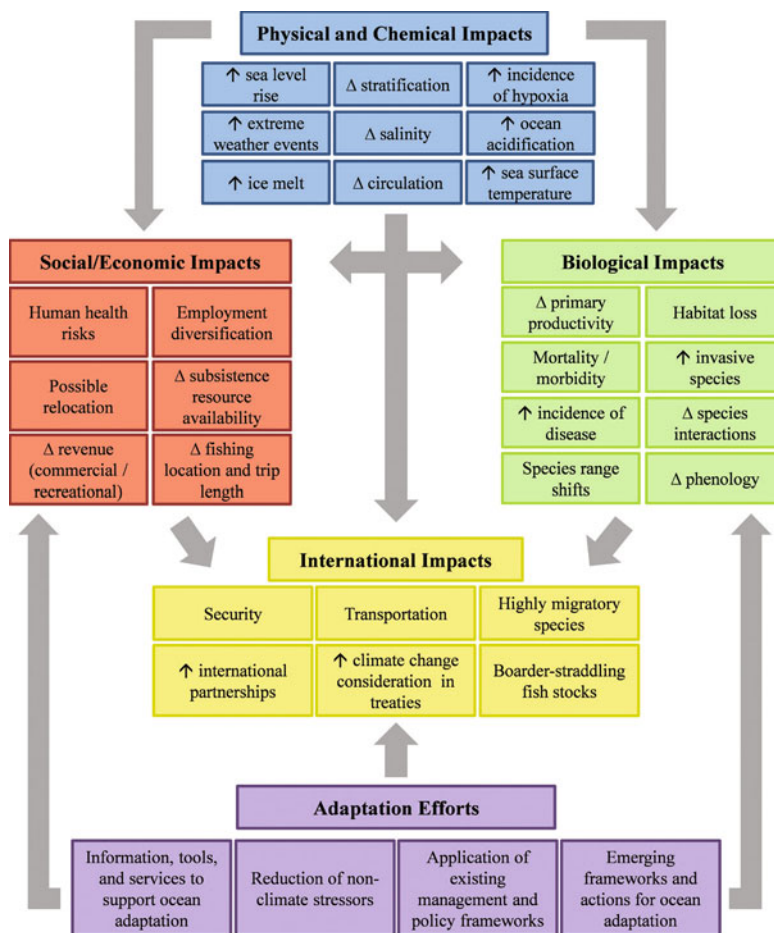 Physical and Chemical Impacts
↑ sea level
rise
Δ stratification
↑ incidence
of hypoxia
↑ extreme
weather events
Δ salinity
↑ ocean
acidification
↑ ice melt
Δ circulation
↑ sea surface
temperature
Social/Economic Impacts
Human health
risks
Employment
diversification
Possible
relocation
Δ subsistence
resource
availability
Δ revenue
(commercial /
recreational)
Δ fishing
location and trip
length
Biological Impacts
Δ primary
productivity
Habitat loss
Mortality /
morbidity
↑ invasive
species
↑ incidence of
disease
Δ species
interactions
Species range
shifts
Δ phenology
International Impacts
Security
Transportation
Highly migratory
species
↑ international
partnerships
↑ climate change
consideration in
treaties
Boarder-straddling
fish stocks
Adaptation Efforts
Information, tools,
and services to
support ocean
adaptation
Reduction of non-
climate stressors
Application of
existing
management and
policy frameworks
Emerging
frameworks and
actions for ocean
adaptation